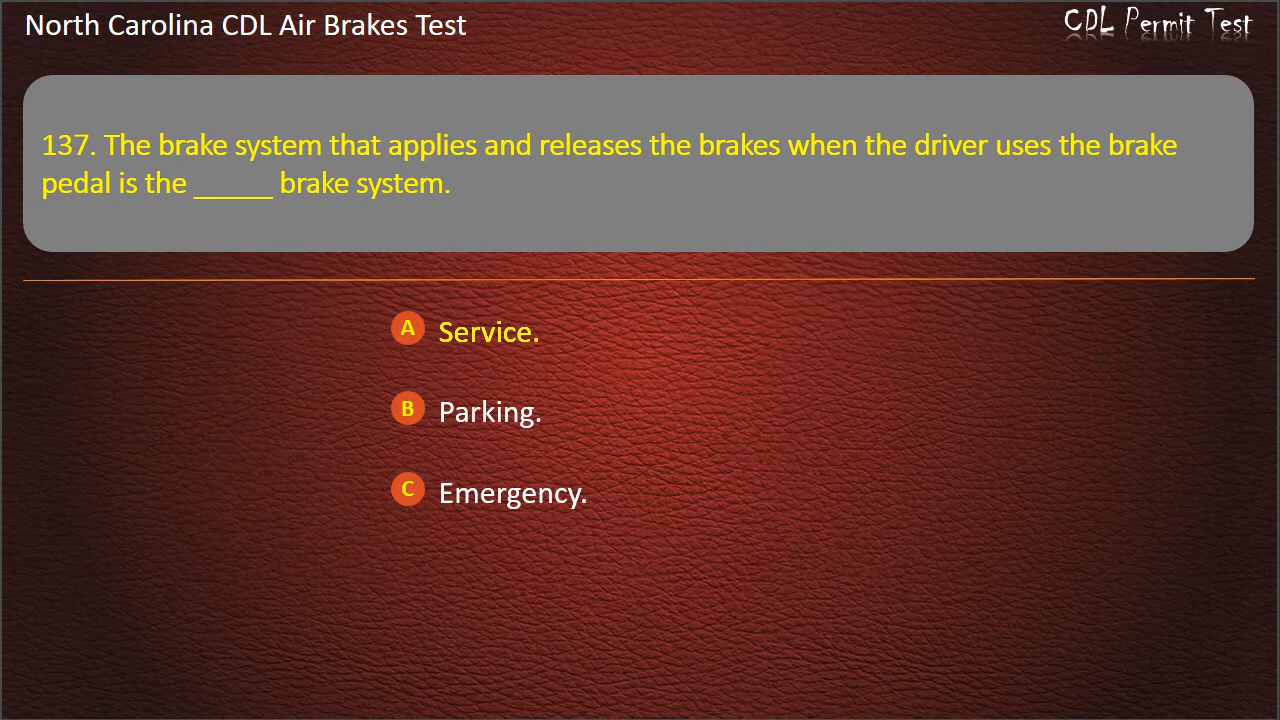 North Carolina CDL Air Brakes Test
CDL Permit Test
137. The brake system that applies and releases the brakes when the driver uses the brake
pedal is the _____ brake system.
A Service.
B Parking.
C Emergency.